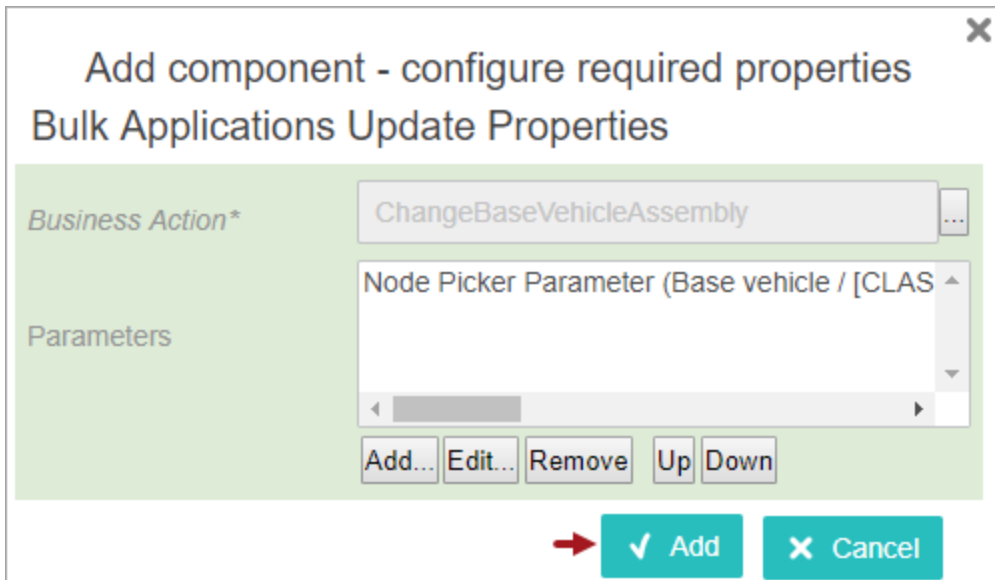 Add component - configure required properties
Bulk Applications Update Properties
Business Action*
ChangeBaseVehicleAssembly
...
Node Picker Parameter (Base vehicle / [CLAS
Parameters
Add... Edit... Remove Up Down
Add Cancel